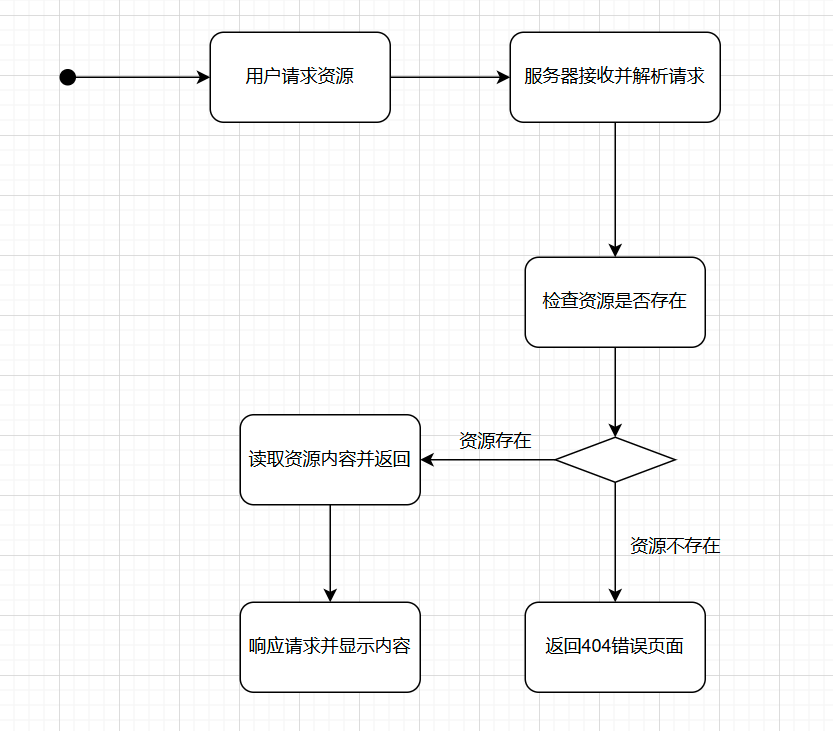 用户请求资源
服务器接收并解析请求
检查资源是否存在
资源存在
读取资源内容并返回
资源不存在
响应请求并显示内容
返回404错误页面